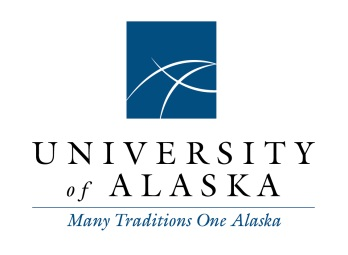 UNIVERSITY
of ALASKA
Many Traditions One Alaska